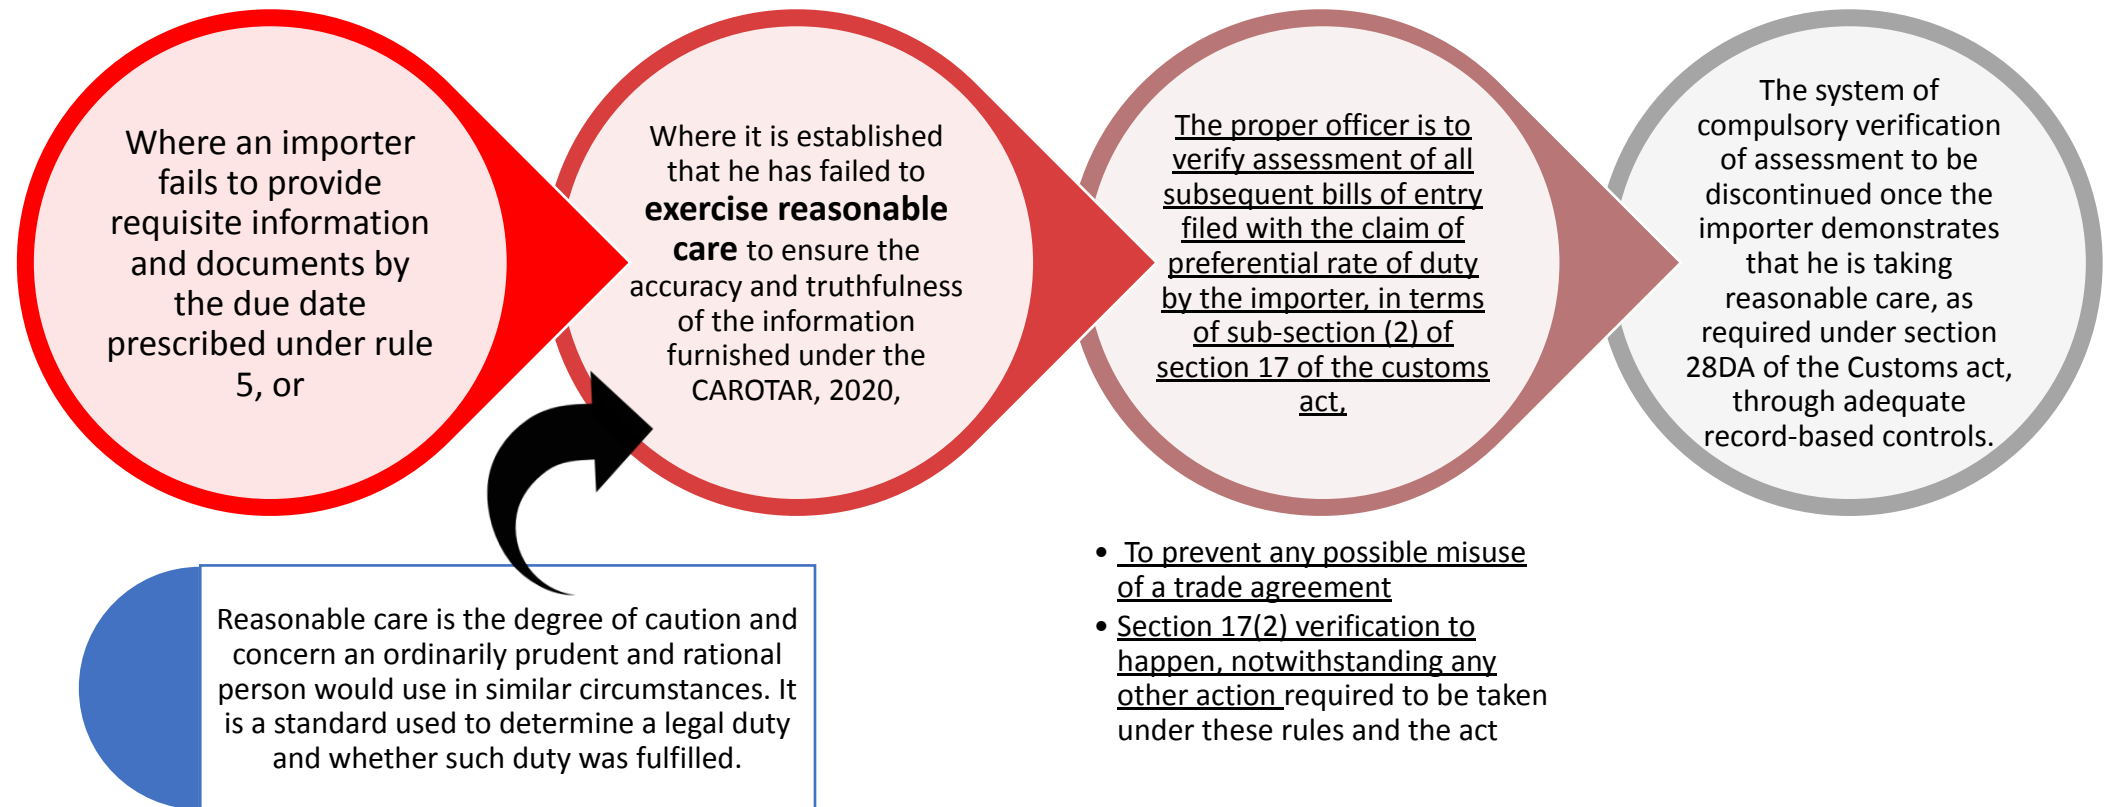 Where an importer
fails to provide
requisite information
and documents by
the due date
prescribed under rule
5, or
Where it is established
that he has failed to
exercise reasonable
care to ensure the
accuracy and truthfulness
of the information
furnished under the
CAROTAR, 2020,
The proper officer is to
verify assessment of all
subsequent bills of entry
filed with the claim of
preferential rate of duty
by the importer, in terms
of sub-section (2) of
section 17 of the customs
act,
The system of
compulsory verification
of assessment to be
discontinued once the
importer demonstrates
that he is taking
reasonable care, as
required under section
28DA of the Customs act,
through adequate
record-based controls.
Reasonable care is the degree of caution and
concern an ordinarily prudent and rational
person would use in similar circumstances. It
is a standard used to determine a legal duty
and whether such duty was fulfilled.
• To prevent any possible misuse
of a trade agreement
• Section 17(2) verification to
happen, notwithstanding any
other action required to be taken
under these rules and the act